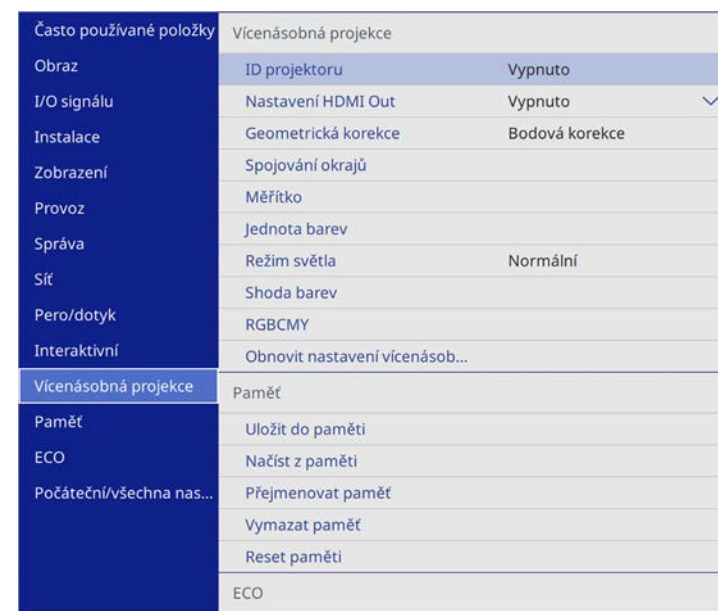 Často používané položky
Obraz
I/O signálu
Instalace
Zobrazení
Provoz
Správa
Síť
Pero/dotyk
Interaktivní
Vícenásobná projekce
Paměť
ECO
Počáteční/všechna nas...
Vícenásobná projekce
ID projektoru Vypnuto
Nastavení HDMI Out Vypnuto
Geometrická korekce Bodová korekce
Spojování okrajů
Měřítko
Jednota barev
Režim světla Normální
Shoda barev
RGBCMY
Obnovit nastavení vícenásob...
Paměť
Uložit do paměti
Načíst z paměti
Přejmenovat paměť
Vymazat paměť
Reset paměti
ECO